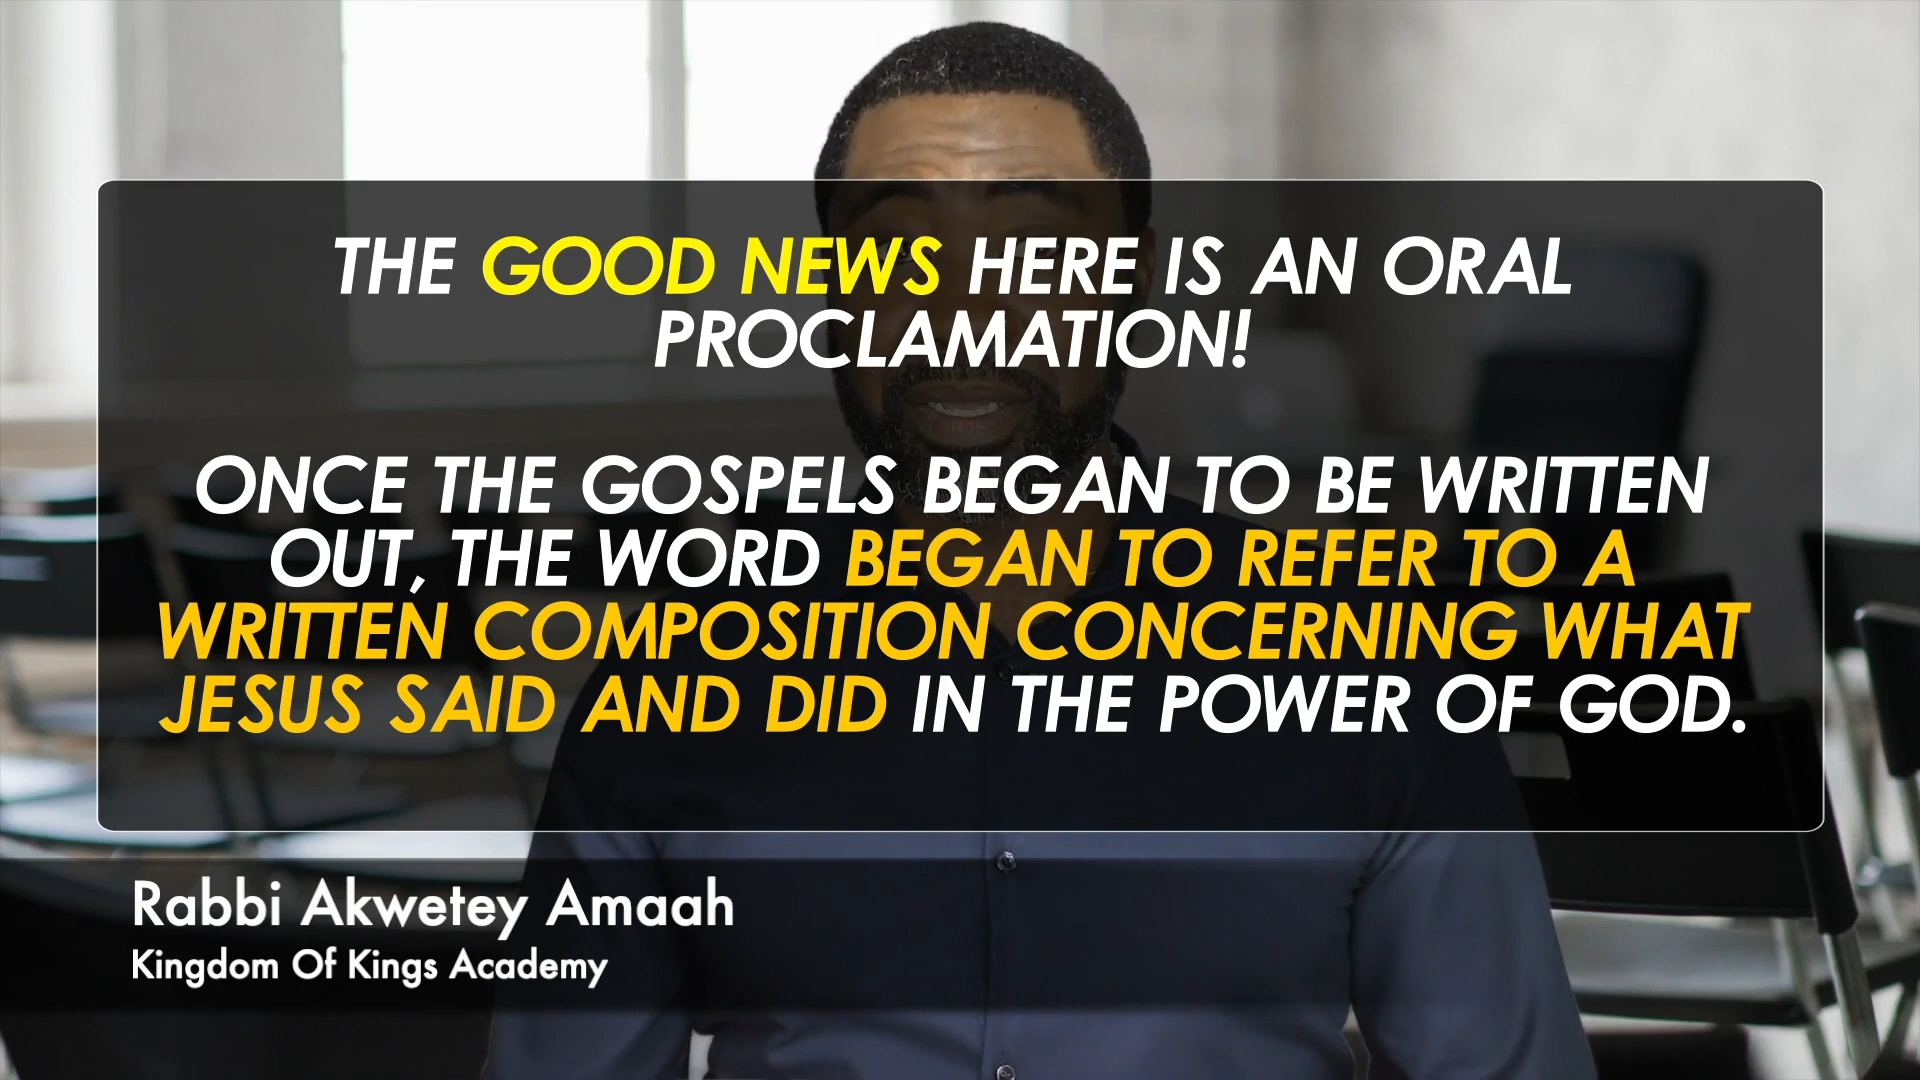 THE GOOD NEWS HERE IS AN ORAL
PROCLAMATION!
ONCE THE GOSPELS BEGAN TO BE WRITTEN
OUT, THE WORD BEGAN TO REFER TO A
WRITTEN COMPOSITION CONCERNING WHAT
JESUS SAID AND DID IN THE POWER OF GOD.
Rabbi Akwetey Amaah
Kingdom Of Kings Academy